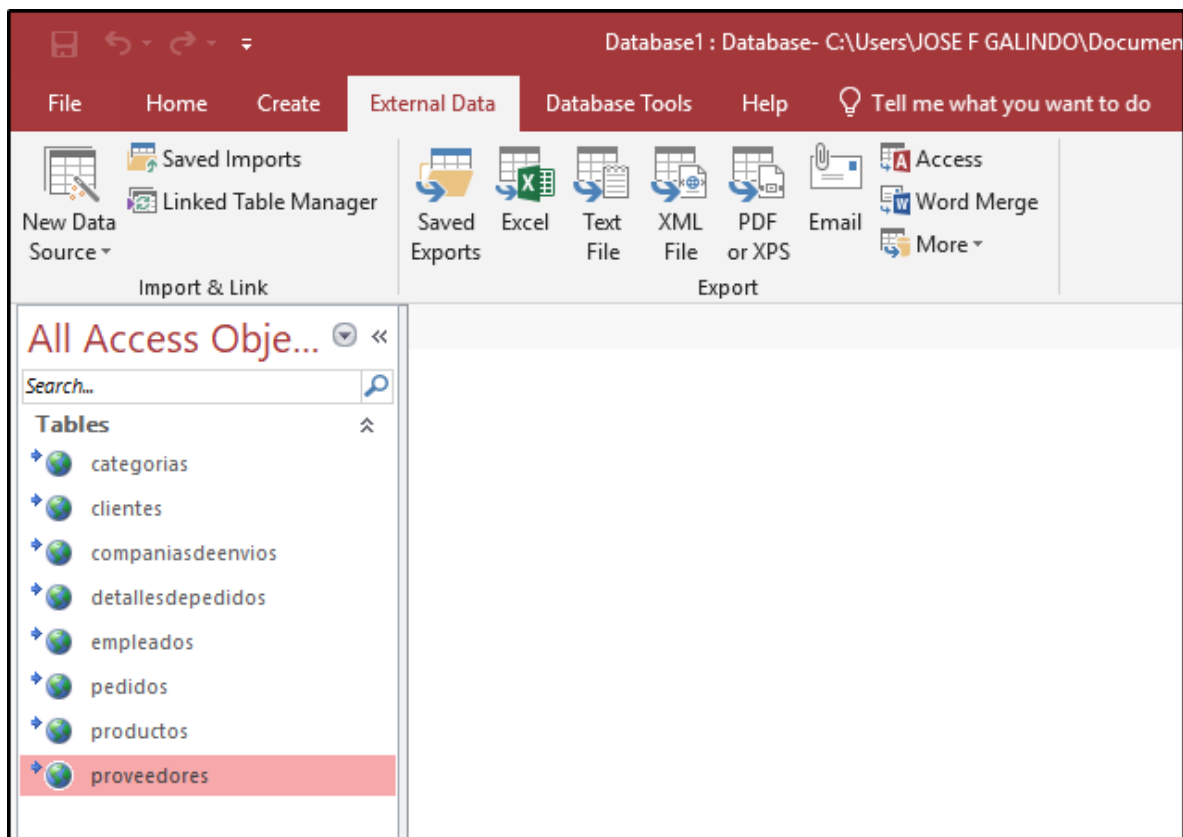 Database1 : Database- C:\Users\JOSE F GALINDO\Documen
File Home Create External Data Database Tools Help Tell me what you want to do
Saved Imports
Linked Table Manager
New Data
Source
Import & Link
Saved
Exports
Excel
Text
File
XML
File
PDF
or XPS
Email
Access
Word Merge
More
Export
All Access Obje...
Search...
Tables
categorias
clientes
companiasdeenvios
detallesdepedidos
empleados
pedidos
productos
proveedores